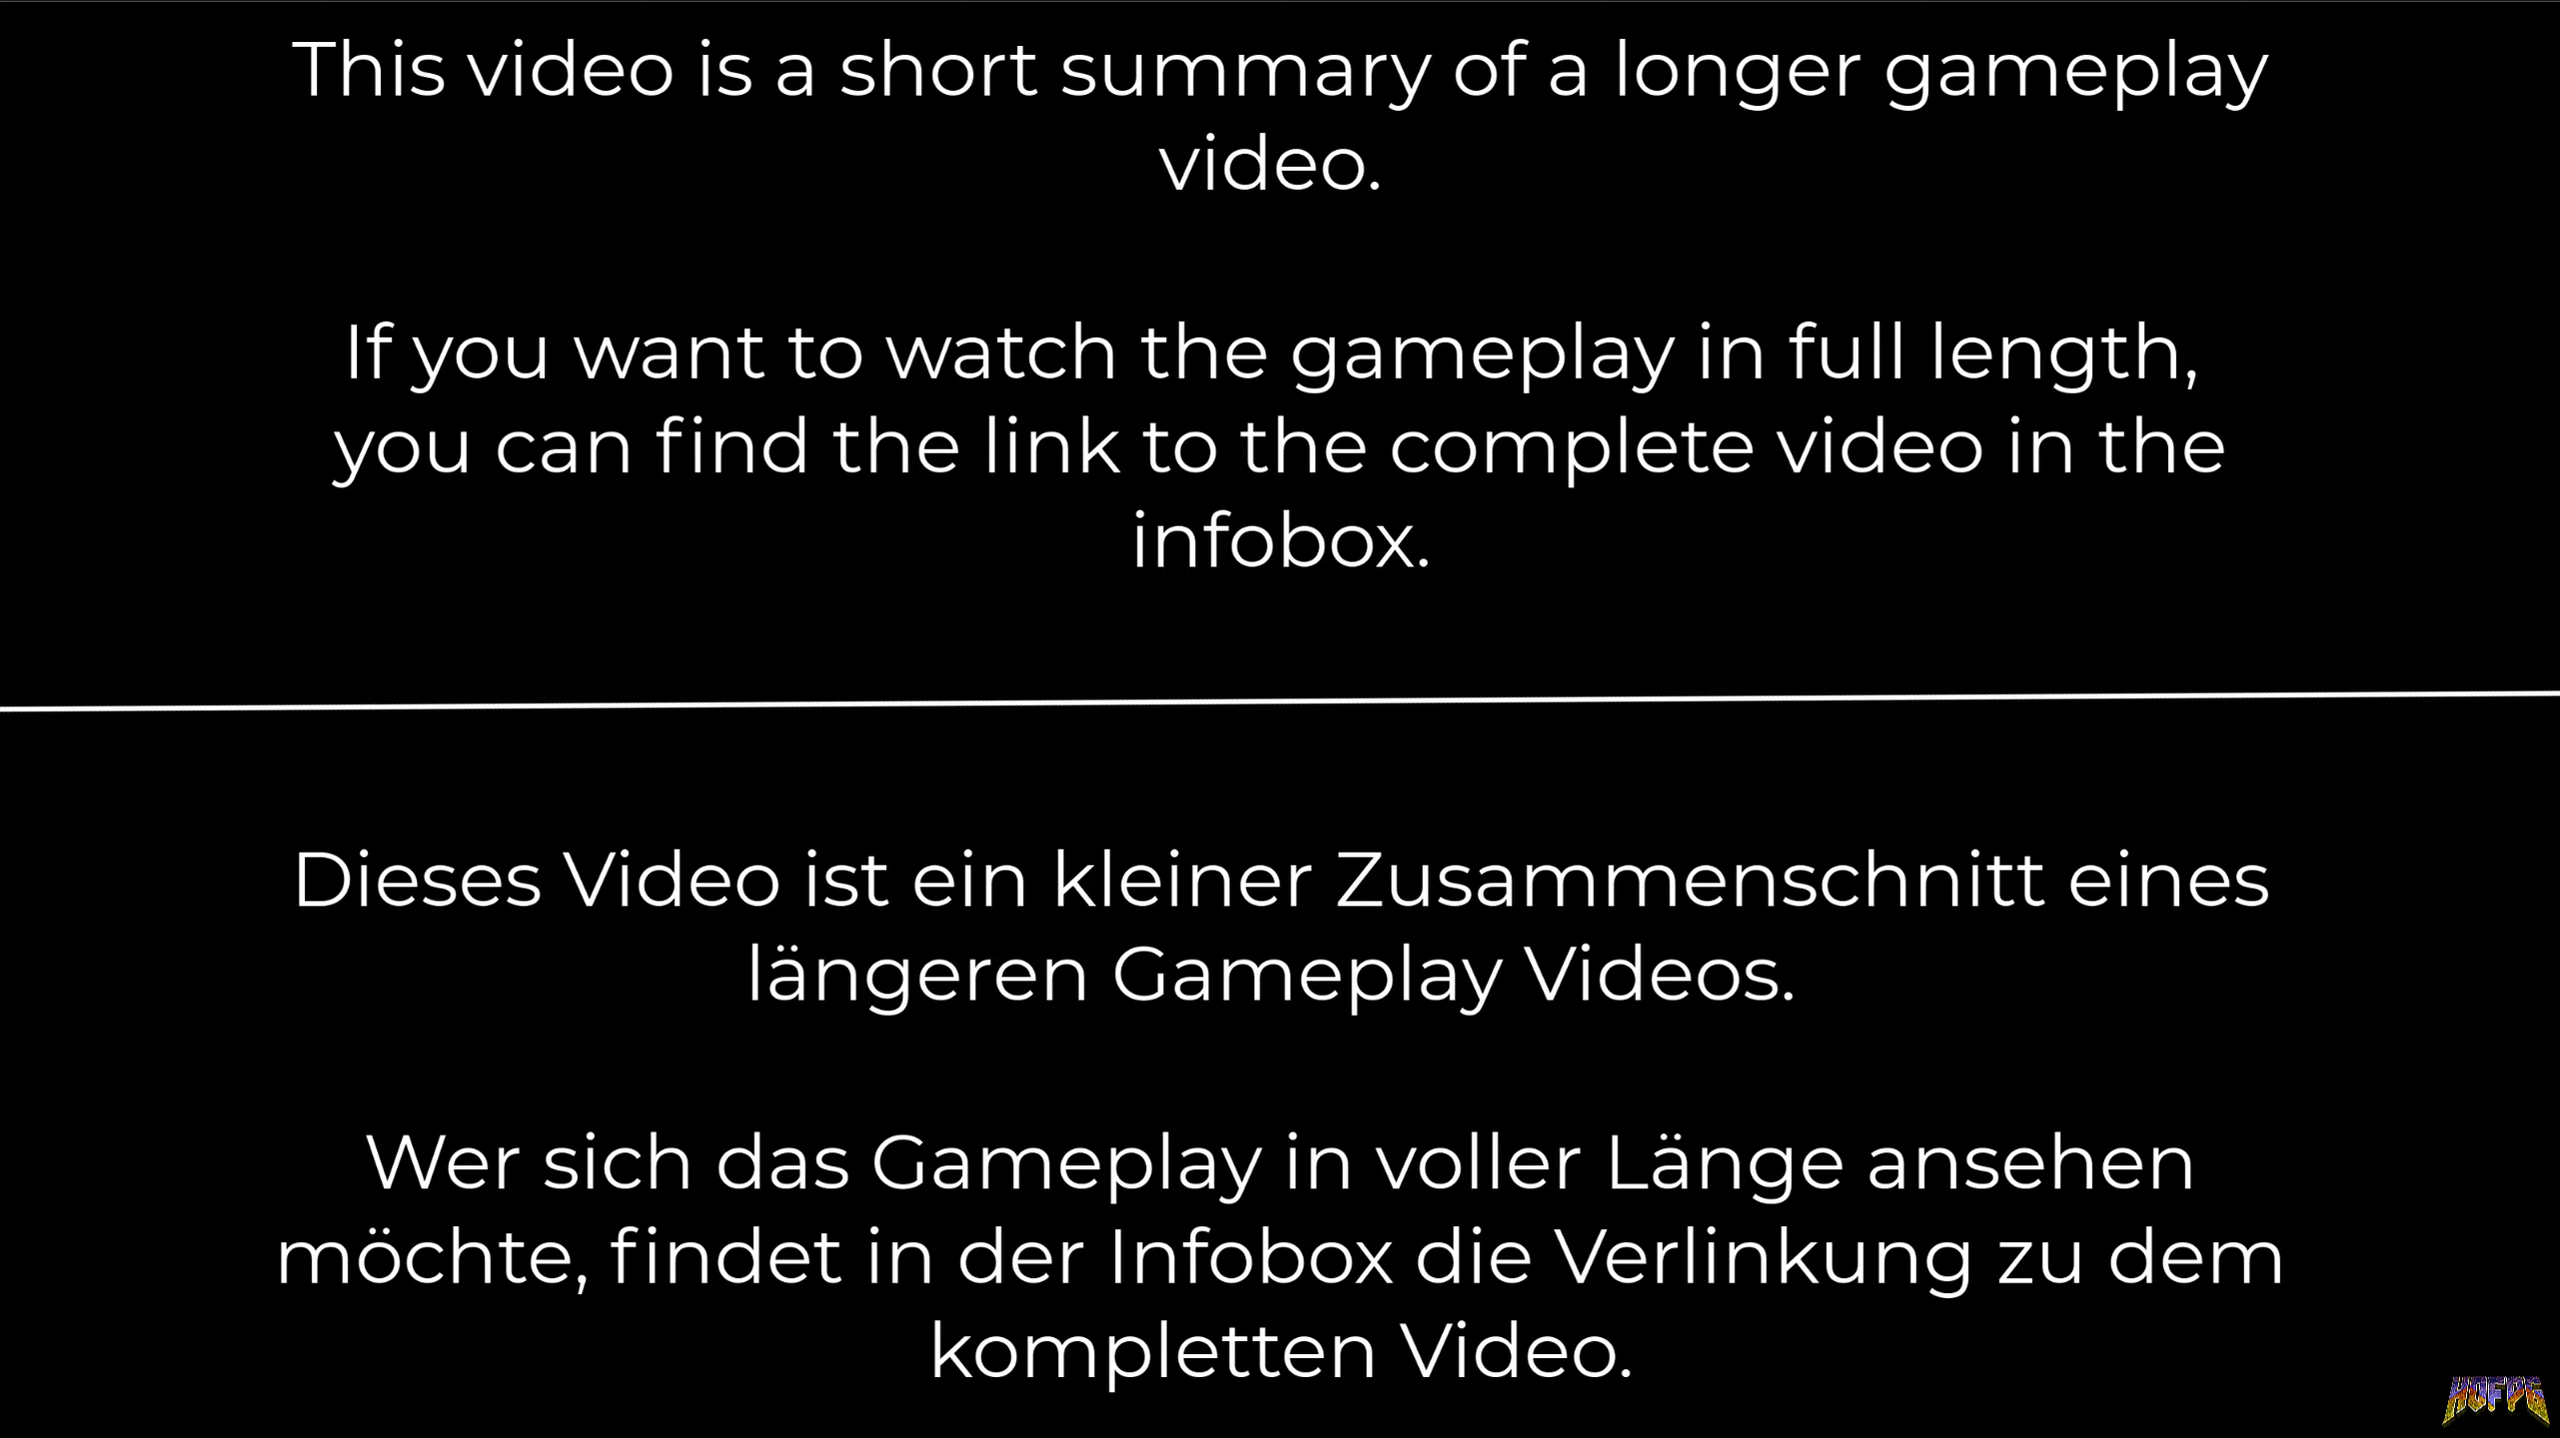 This video is a short summary of a longer gameplay
video.
If you want to watch the gameplay in full length,
you can find the link to the complete video in the
infobox.
Dieses Video ist ein kleiner Zusammenschnitt eines
längeren Gameplay Videos.
Wer sich das Gameplay in voller Länge ansehen
möchte, findet in der Infobox die Verlinkung zu dem
kompletten Video.
HOFPG